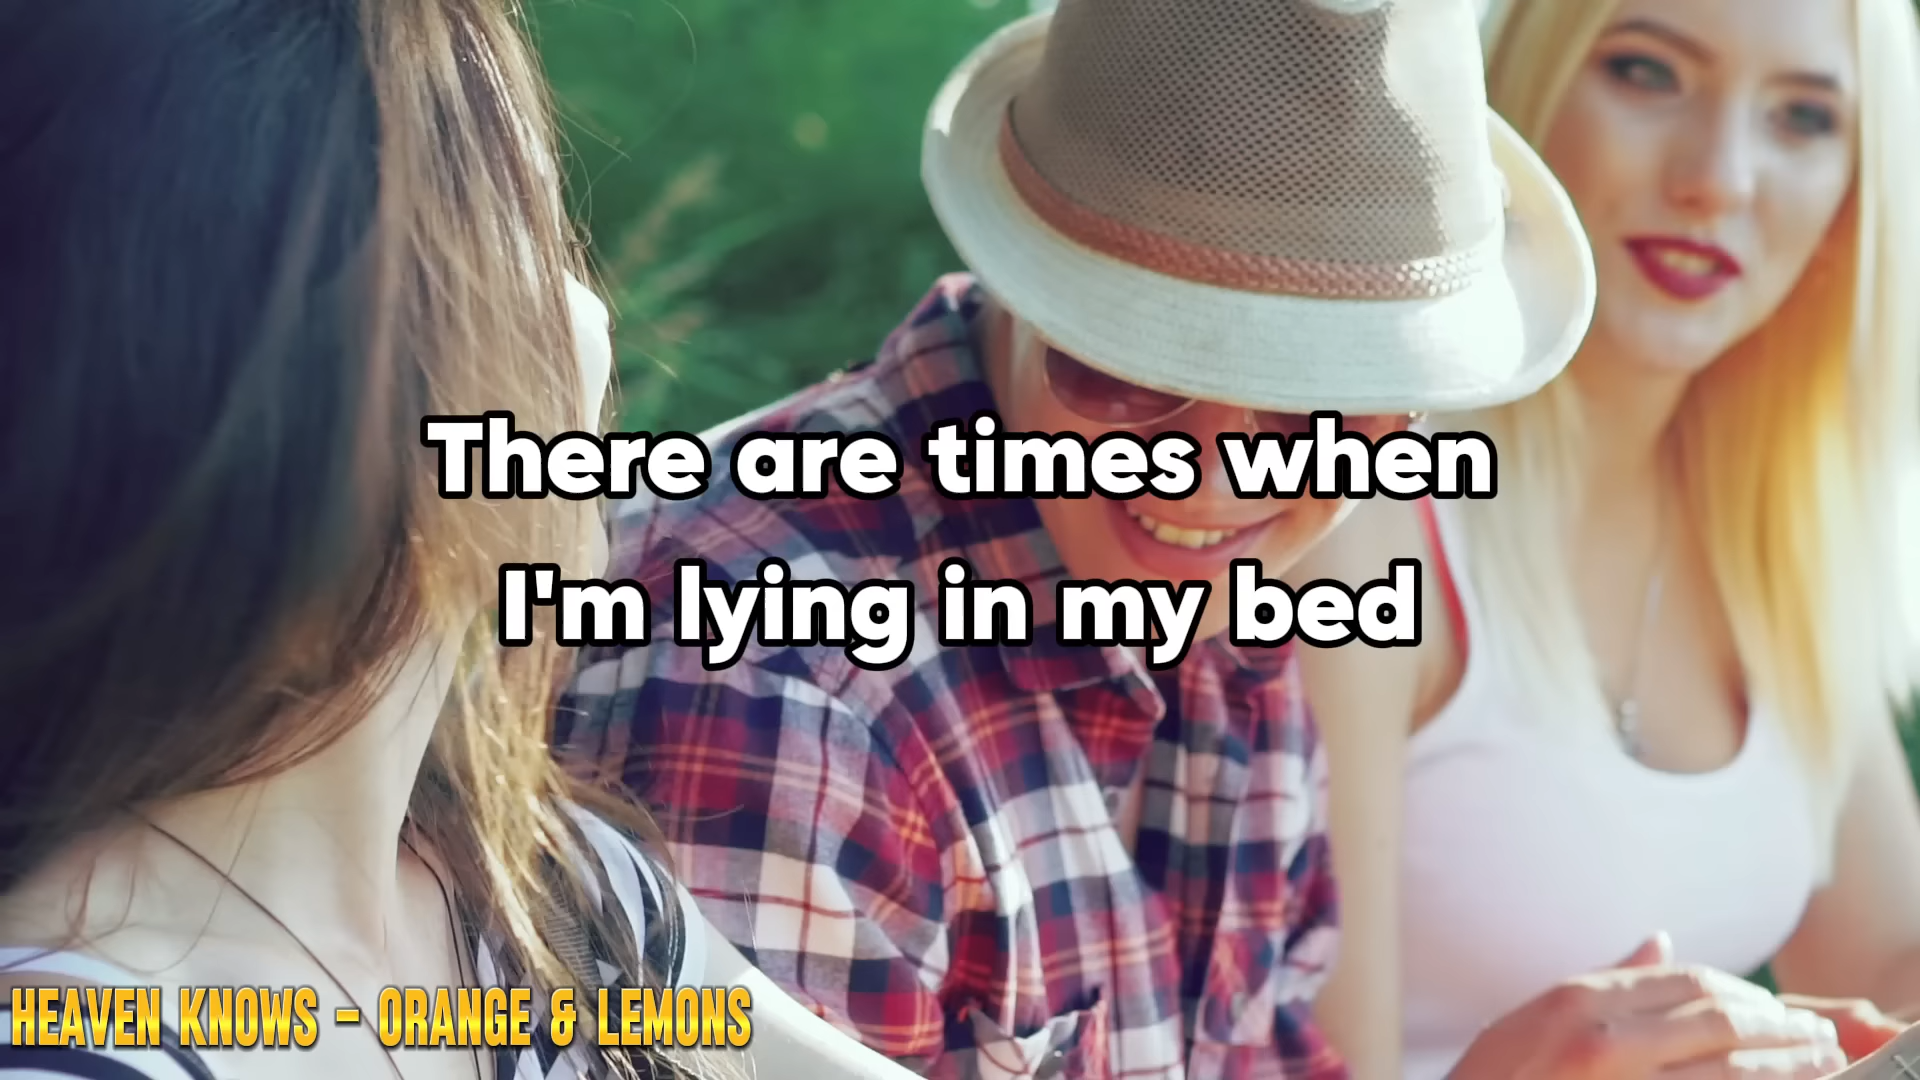 There are times when
I'm lying in my bed
HEAVEN KNOWS - ORANGE & LEMONS